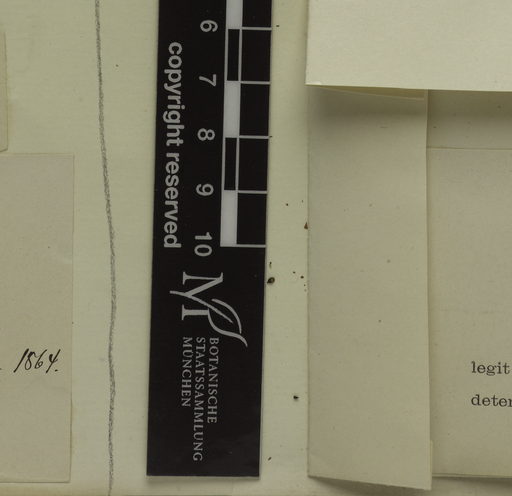 6
7
8
9
10
copyright reserved
M
BOTANISCHE
STAATSSAMMLUNG
MÜNCHEN
1864.
legit
deter